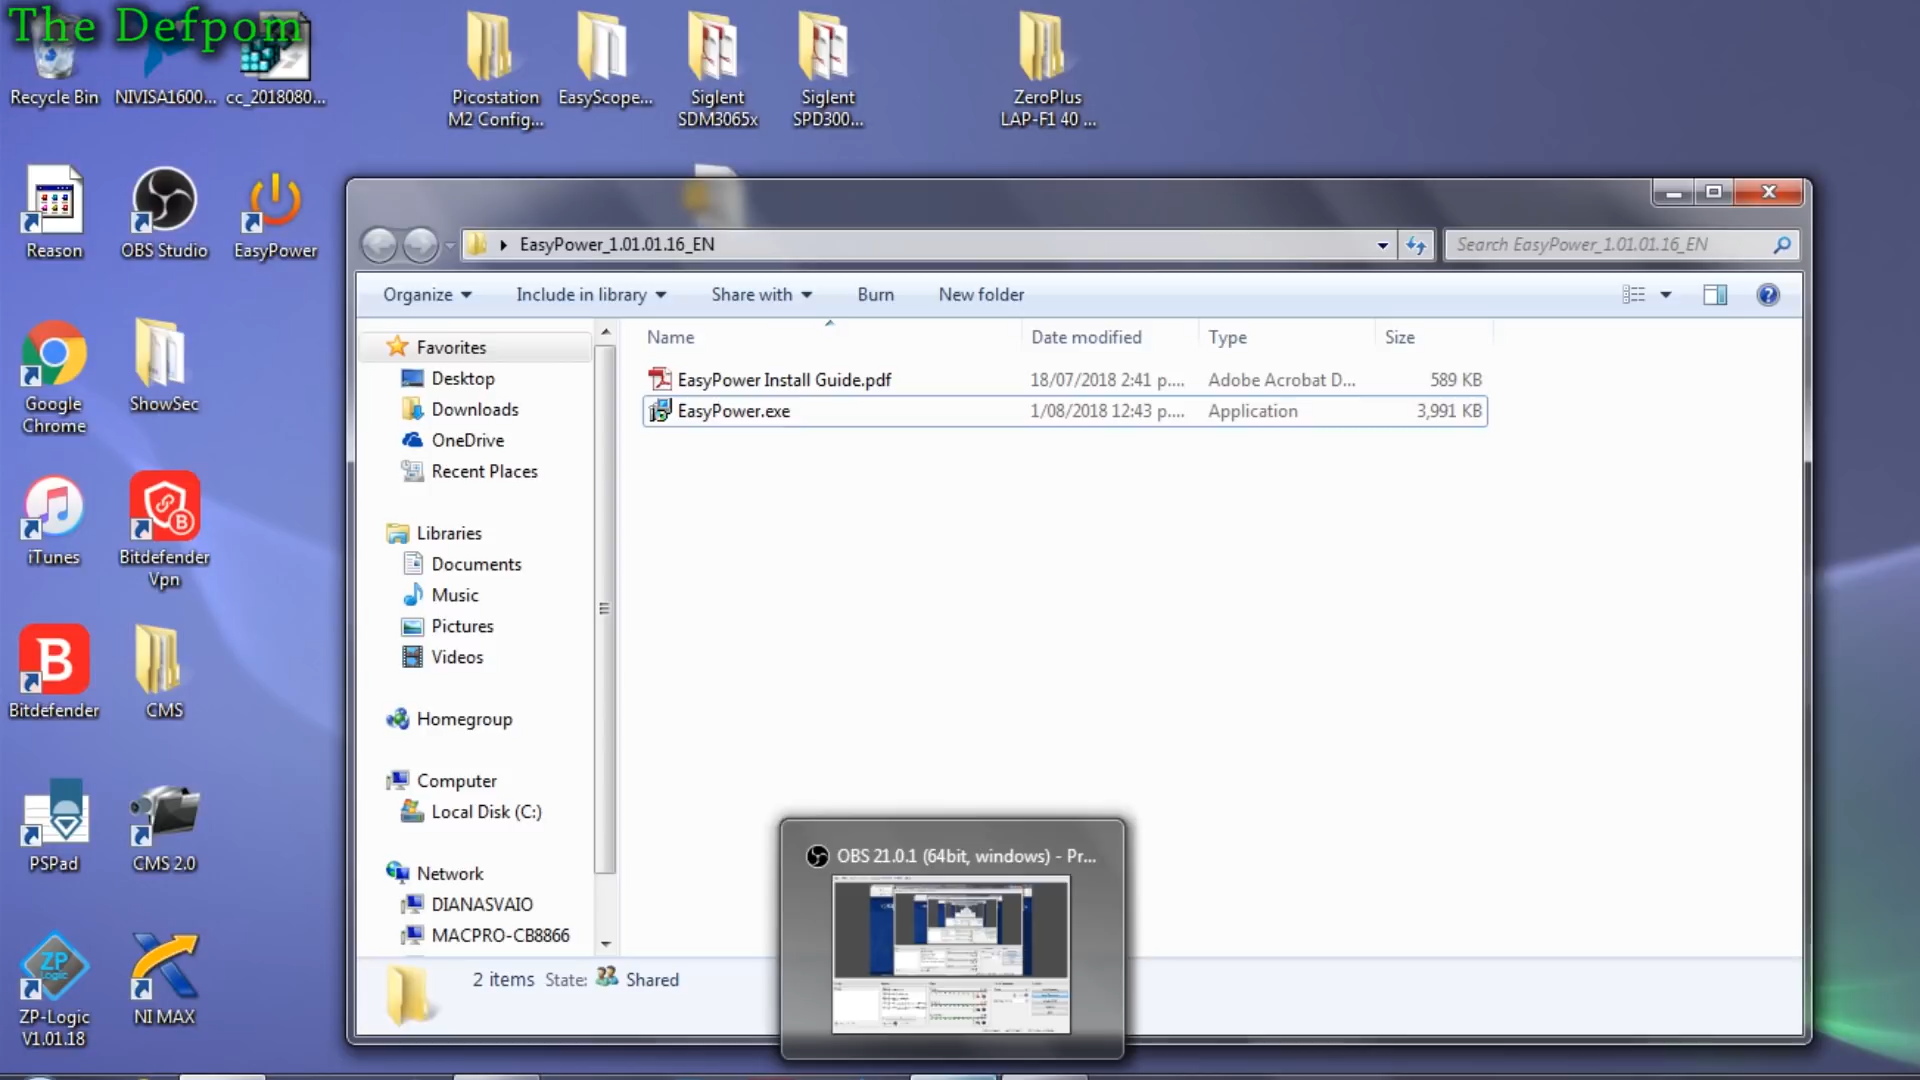 The Defpom
Recycle Bin
NIVISA1600...
cc_2018080...
Picostation
M2 Config...
EasyScope...
Siglent
SDM3065x
Siglent
SPD300...
ZeroPlus
LAP-F1 40 ...
Reason
OBS Studio
EasyPower
Google
Chrome
ShowSec
iTunes
Bitdefender
Vpn
Bitdefender
CMS
PSPad
CMS 2.0
ZP
Logic
ZP-Logic
V1.01.18
NI MAX
EasyPower_1.01.01.16_EN
Search EasyPower_1.01.01.16_EN
Organize
Include in library
Share with
Burn
New folder
Favorites
Desktop
Downloads
OneDrive
Recent Places
Libraries
Documents
Music
Pictures
Videos
Homegroup
Computer
Local Disk (C:)
Network
DIANASVAIO
MACPRO-CB8866
Name Date modified Type Size
EasyPower Install Guide.pdf 18/07/2018 2:41 p.... Adobe Acrobat D... 589 KB
EasyPower.exe 1/08/2018 12:43 p.... Application 3,991 KB
2 items State: Shared
OBS 21.0.1 (64bit, windows) - Pr...